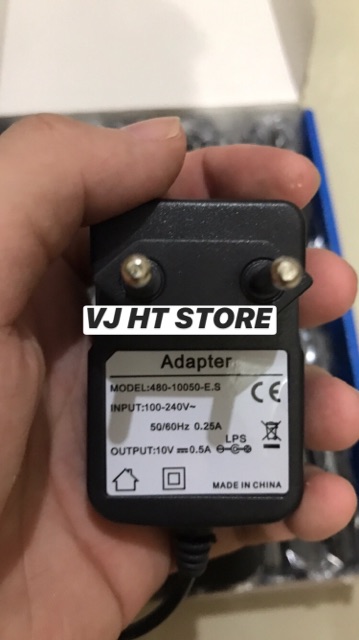 VJ HT STORE
Adapter
MODEL:480-10050-E.S
INPUT:100-240V~
50/60Hz 0.25A
LPS
OUTPUT:10V⎓0.5A
CE
MADE IN CHINA